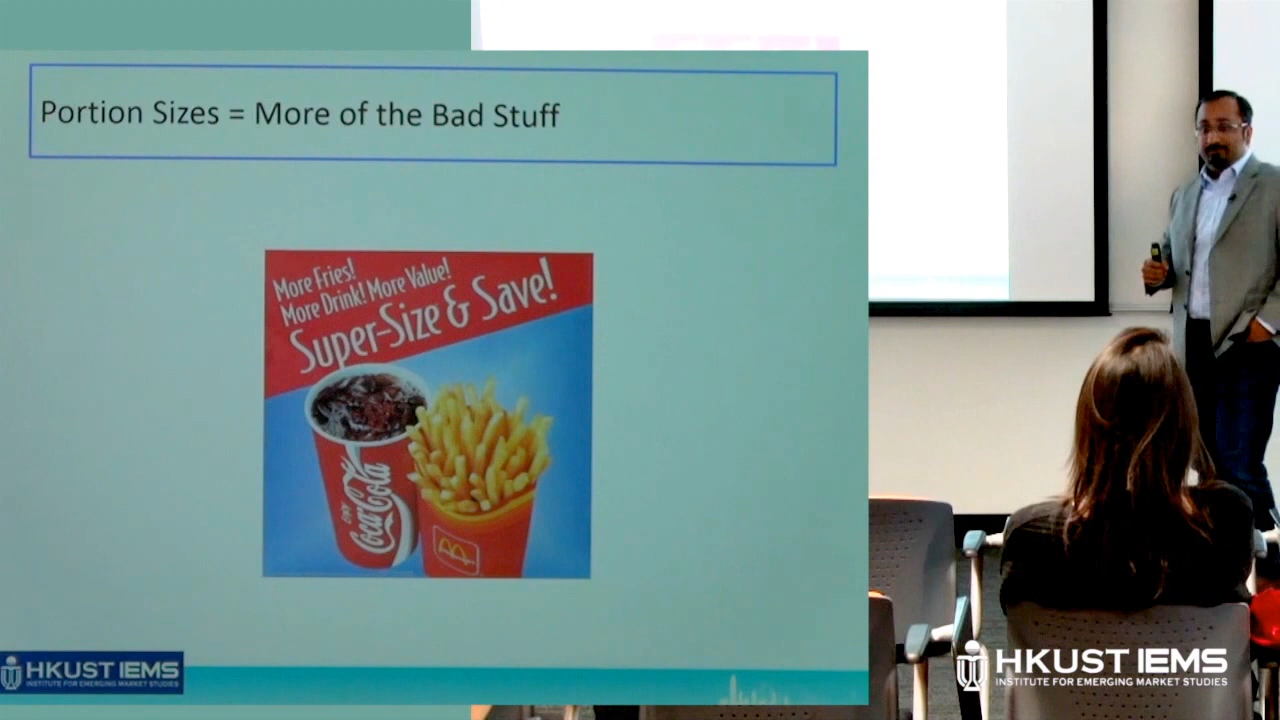 Portion Sizes = More of the Bad Stuff
More Fries!
More Drink! More Value!
Super-Size & Save!
ENJOY
Coca-Cola
HKUST IEMS
INSTITUTE FOR EMERGING MARKET STUDIES
HKUST IEMS
INSTITUTE FOR EMERGING MARKET STUDIES